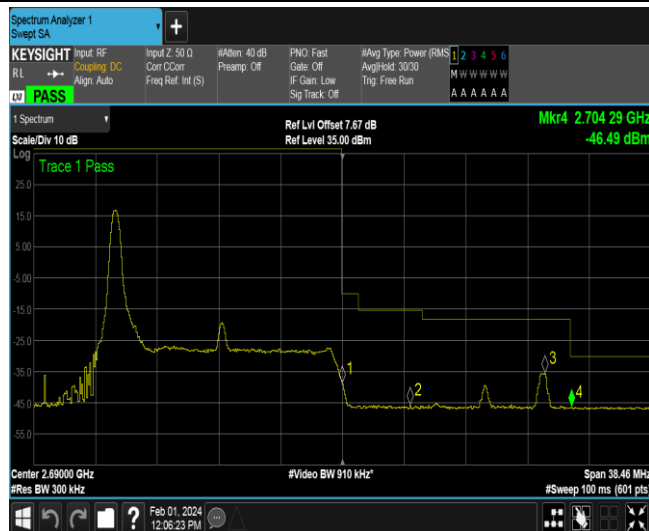 Spectrum Analyzer 1
Swept SA
+
KEYSIGHT
RL
LXI PASS
Input: RF
Coupling: DC
Align: Auto
Input Z: 50 Ω
Corr CCorr
Freq Ref: Int (S)
#Atten: 40 dB
Preamp: Off
PNO: Fast
Gate: Off
IF Gain: Low
Sig Track: Off
#Avg Type: Power (RMS
Avg|Hold: 30/30
Trig: Free Run
1 2 3 4 5 6
M W W W W W
A A A A A A
1 Spectrum
Scale/Div 10 dB
Log
Ref Lvl Offset 7.67 dB
Ref Level 35.00 dBm
Mkr4 2.704 29 GHz
-46.49 dBm
Trace 1 Pass
25.0
15.0
5.00
-5.00
-15.0
-25.0
-35.0
-45.0
-55.0
1
2
3
4
Center 2.69000 GHz
#Res BW 300 kHz
#Video BW 910 kHz*
Span 38.46 MHz
#Sweep 100 ms (601 pts)
?
Feb 01, 2024
12:06:23 PM